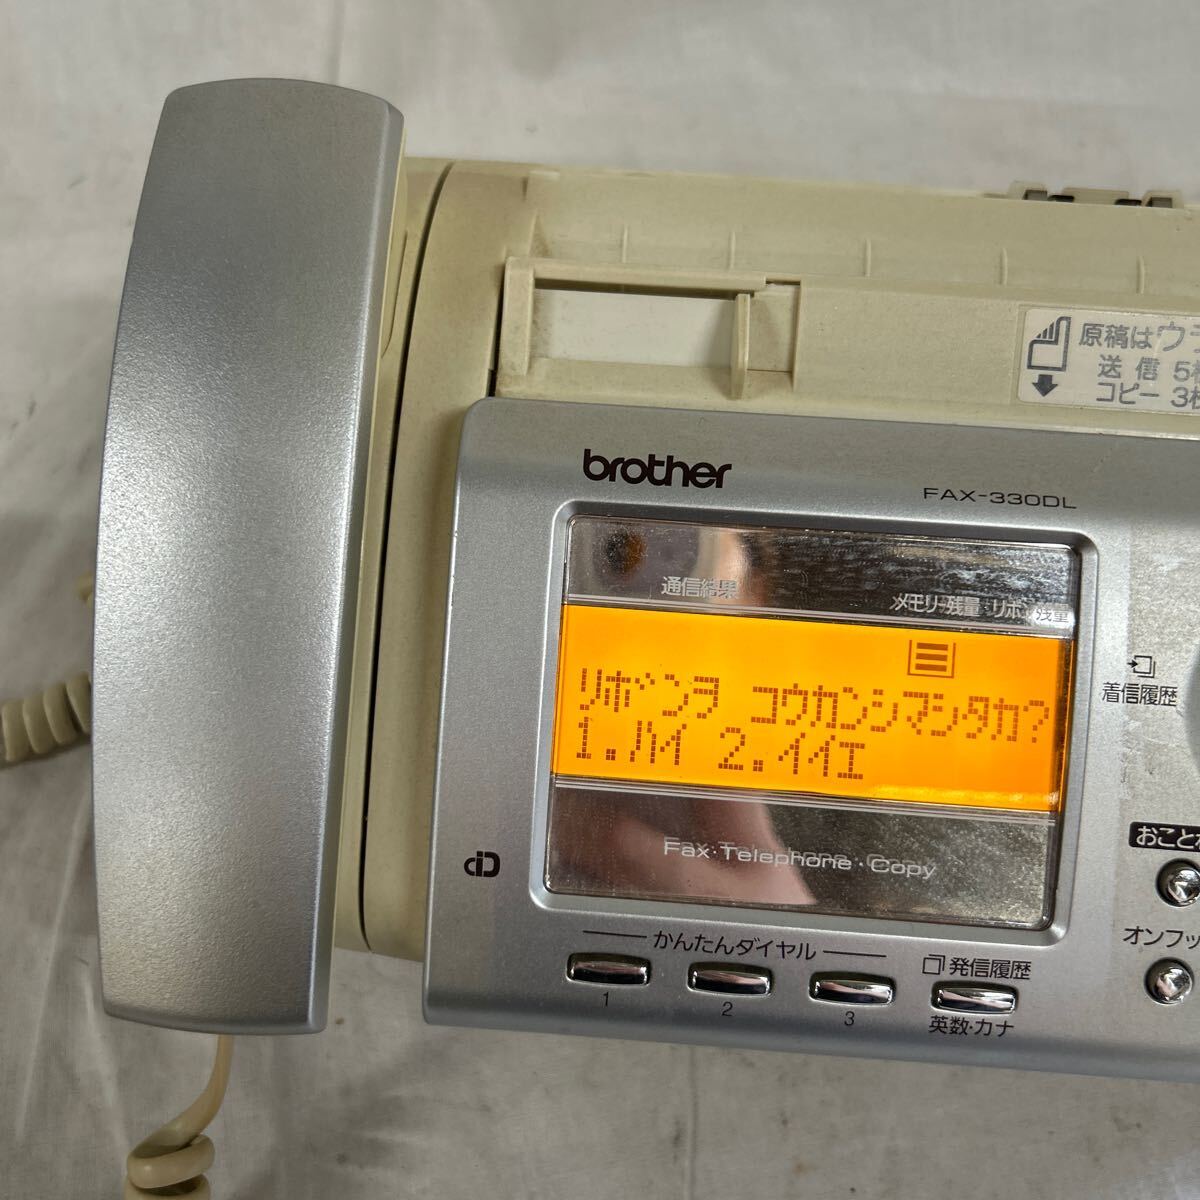 原稿は
送信 5
コピー 3
brother
FAX-330DL
通信結果
メモリー残量・リボン残量
リボンヲ コウカンシマシタカ?
1.ハイ 2.イイエ
Fax・Telephone・Copy
着信履歴
おことわ
オンフッ
かんたんダイヤル
発信履歴
1
2
3
英数・カナ